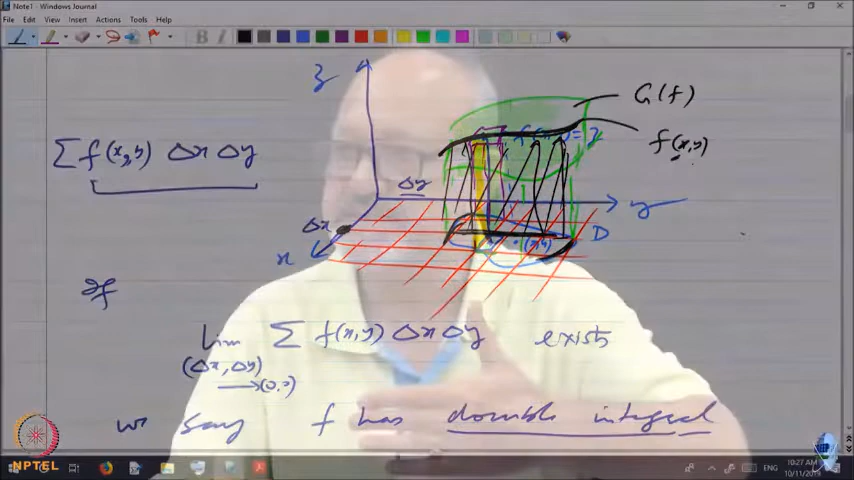 Note1 - Windows Journal
File Edit View Insert Actions Tools Help
B I
z
G(f)
f(x,y) = z
f(x,y)
Σ f(x,y) Δx Δy
Δy
y
Δx
x
(x,y)
D
If
lim Σ f(x,y) Δx Δy exists
(Δx, Δy)
→(0,0)
we say f has double integral
NPTEL
ENG
10:27 AM